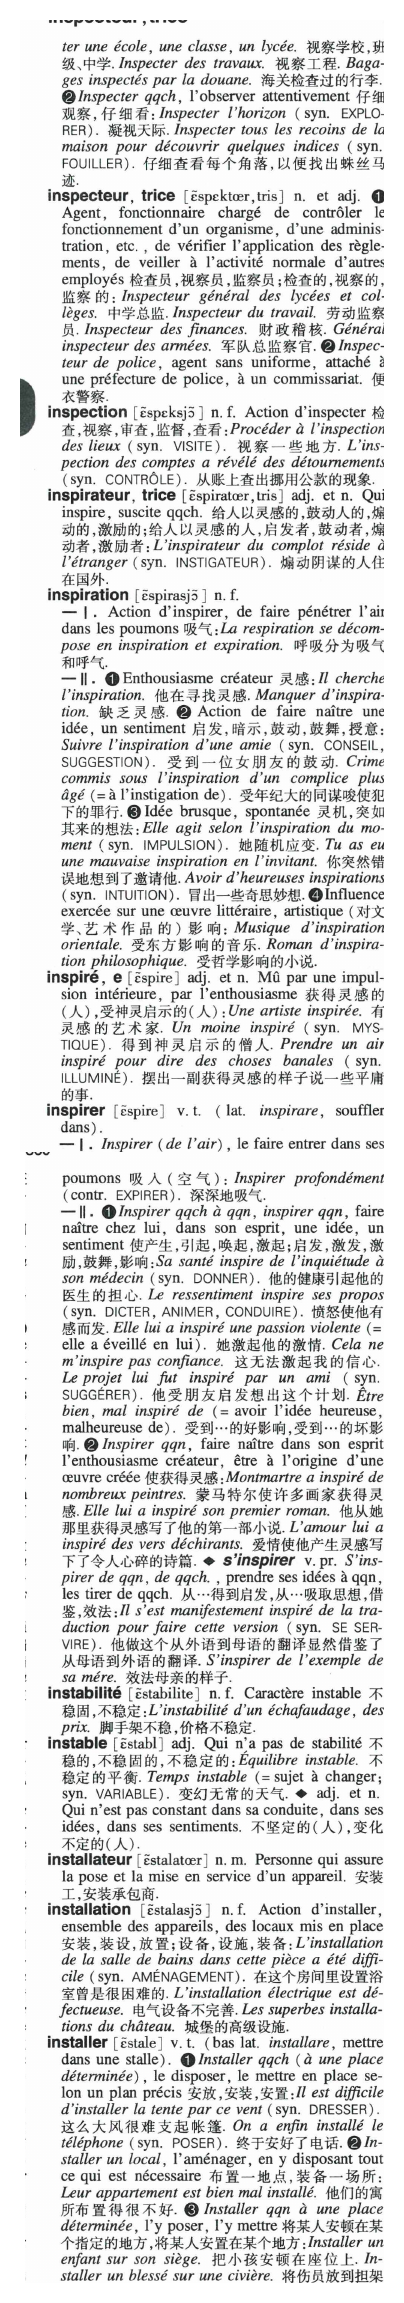 ter une école, une classe, un lycée. 视察学校,班
级、中学. Inspecter des travaux. 视察工程. Baga-
ges inspectés par la douane. 海关检查过的行李.
❷Inspecter qqch, l'observer attentivement 仔细
观察,仔细看: Inspecter l'horizon (syn. EXPLO-
RER). 凝视天际. Inspecter tous les recoins de la
maison pour découvrir quelques indices (syn.
FOUILLER). 仔细查看每个角落,以便找出蛛丝马
迹.
inspecteur, trice [ɛ̃spɛktœr,tris] n. et adj. ❶
Agent, fonctionnaire chargé de contrôler le
fonctionnement d'un organisme, d'une adminis-
tration, etc., de vérifier l'application des règle-
ments, de veiller à l'activité normale d'autres
employés 检查员,视察员,监察员;检查的,视察的,
监察的: Inspecteur général des lycées et col-
lèges. 中学总监. Inspecteur du travail. 劳动监察
员. Inspecteur des finances. 财政稽核. Général
inspecteur des armées. 军队总监察官. ❷Inspec-
teur de police, agent sans uniforme, attaché à
une préfecture de police, à un commissariat. 便
衣警察.
inspection [ɛ̃spɛksjɔ̃] n. f. Action d'inspecter 检
查,视察,审查,监督,查看:Procéder à l'inspection
des lieux (syn. VISITE). 视察一些地方. L'ins-
pection des comptes a révélé des détournements
(syn. CONTRÔLE). 从账上查出挪用公款的现象.
inspirateur, trice [ɛ̃spiratœr,tris] adj. et n. Qui
inspire, suscite qqch. 给人以灵感的,鼓动人的,煽
动的,激励的;给人以灵感的人,启发者,鼓动者,煽
动者,激励者:L'inspirateur du complot réside à
l'étranger (syn. INSTIGATEUR). 煽动阴谋的人住
在国外.
inspiration [ɛ̃spirasjɔ̃] n. f.
— I. Action d'inspirer, de faire pénétrer l'air
dans les poumons 吸气:La respiration se décom-
pose en inspiration et expiration. 呼吸分为吸气
和呼气.
— II. ❶Enthousiasme créateur 灵感:Il cherche
l'inspiration. 他在寻找灵感. Manquer d'inspira-
tion. 缺乏灵感. ❷ Action de faire naître une
idée, un sentiment 启发,暗示,鼓动,鼓舞,授意:
Suivre l'inspiration d'une amie (syn. CONSEIL,
SUGGESTION). 受到一位女朋友的鼓动. Crime
commis sous l'inspiration d'un complice plus
âgé (=à l'instigation de). 受年纪大的同谋唆使犯
下的罪行. ❸Idée brusque, spontanée 灵机,突如
其来的想法:Elle agit selon l'inspiration du mo-
ment (syn. IMPULSION). 她随机应变. Tu as eu
une mauvaise inspiration en l'invitant. 你突然错
误地想到了邀请他. Avoir d'heureuses inspirations
(syn. INTUITION). 冒出一些奇思妙想. ❹Influence
exercée sur une œuvre littéraire, artistique (对文
学、艺术作品的) 影响: Musique d'inspiration
orientale. 受东方影响的音乐. Roman d'inspira-
tion philosophique. 受哲学影响的小说.
inspiré, e [ɛ̃spire] adj. et n. Mû par une impul-
sion intérieure, par l'enthousiasme 获得灵感的
(人),受神灵启示的(人):Une artiste inspirée. 有
灵感的艺术家. Un moine inspiré (syn. MYS-
TIQUE). 得到神灵启示的僧人. Prendre un air
inspiré pour dire des choses banales (syn.
ILLUMINÉ). 摆出一副获得灵感的样子说一些平庸
的事.
inspirer [ɛ̃spire] v.t. (lat. inspirare, souffler
dans).
— I. Inspirer (de l'air), le faire entrer dans ses
poumons 吸入(空气): Inspirer profondément
(contr. EXPIRER). 深深地吸气.
— II. ❶Inspirer qqch à qqn, inspirer qqn, faire
naître chez lui, dans son esprit, une idée, un
sentiment 使产生,引起,唤起,激起;启发,激发,激
励,鼓舞,影响:Sa santé inspire de l'inquiétude à
son médecin (syn. DONNER). 他的健康引起他的
医生的担心. Le ressentiment inspire ses propos
(syn. DICTER, ANIMER, CONDUIRE). 愤怒使他有
感而发. Elle lui a inspiré une passion violente (=
elle a éveillé en lui). 她激起他的激情. Cela ne
m'inspire pas confiance. 这无法激起我的信心.
Le projet lui fut inspiré par un ami (syn.
SUGGÉRER). 他受朋友启发想出这个计划. Être
bien, mal inspiré de (=avoir l'idée heureuse,
malheureuse de). 受到…的好影响,受到…的坏影
响. ❷ Inspirer qqn, faire naître dans son esprit
l'enthousiasme créateur, être à l'origine d'une
œuvre créée 使获得灵感:Montmartre a inspiré de
nombreux peintres. 蒙马特尔使许多画家获得灵
感. Elle lui a inspiré son premier roman. 他从她
那里获得灵感写了他的第一部小说. L'amour lui a
inspiré des vers déchirants. 爱情使他产生灵感写
下了令人心碎的诗篇. ◆ s'inspirer v. pr. S'ins-
pirer de qqn, de qqch., prendre ses idées à qqn,
les tirer de qqch. 从…得到启发,从…吸取思想,借
鉴,效法:Il s'est manifestement inspiré de la tra-
duction pour faire cette version (syn. SE SER-
VIRE). 他做这个从外语到母语的翻译显然借鉴了
从母语到外语的翻译. S'inspirer de l'exemple de
sa mére. 效法母亲的样子.
instabilité [ɛ̃stabilite] n. f. Caractère instable 不
稳固,不稳定:L'instabilité d'un échafaudage, des
prix. 脚手架不稳,价格不稳定.
instable [ɛ̃stabl] adj. Qui n'a pas de stabilité 不
稳的,不稳固的,不稳定的:Équilibre instable. 不
稳定的平衡. Temps instable (=sujet à changer;
syn. VARIABLE). 变幻无常的天气. ◆ adj. et n.
Qui n'est pas constant dans sa conduite, dans ses
idées, dans ses sentiments. 不坚定的(人),变化
不定的(人).
installateur [ɛ̃stalatœr] n. m. Personne qui assure
la pose et la mise en service d'un appareil. 安装
工,安装承包商.
installation [ɛ̃stalasjɔ̃] n. f. Action d'installer,
ensemble des appareils, des locaux mis en place
安装,装设,放置;设备,设施,装备:L'installation
de la salle de bains dans cette pièce a été diffi-
cile (syn. AMÉNAGEMENT). 在这个房间里设置浴
室曾是很困难的. L'installation électrique est dé-
fectueuse. 电气设备不完善. Les superbes installa-
tions du château. 城堡的高级设施.
installer [ɛ̃stale] v.t. (bas lat. installare, mettre
dans une stalle). ❶Installer qqch (à une place
déterminée), le disposer, le mettre en place se-
lon un plan précis 安放,安装,安置:Il est difficile
d'installer la tente par ce vent (syn. DRESSER).
这么大风很难支起帐篷. On a enfin installé le
téléphone (syn. POSER). 终于安好了电话. ❷In-
staller un local, l'aménager, en y disposant tout
ce qui est nécessaire 布置一地点,装备一场所:
Leur appartement est bien mal installé. 他们的寓
所布置得很不好. ❸ Installer qqn à une place
déterminée, l'y poser, l'y mettre 将某人安顿在某
个指定的地方,将某人安置在某个地方:Installer un
enfant sur son siège. 把小孩安顿在座位上. In-
staller un blessé sur une civière. 将伤员放到担架